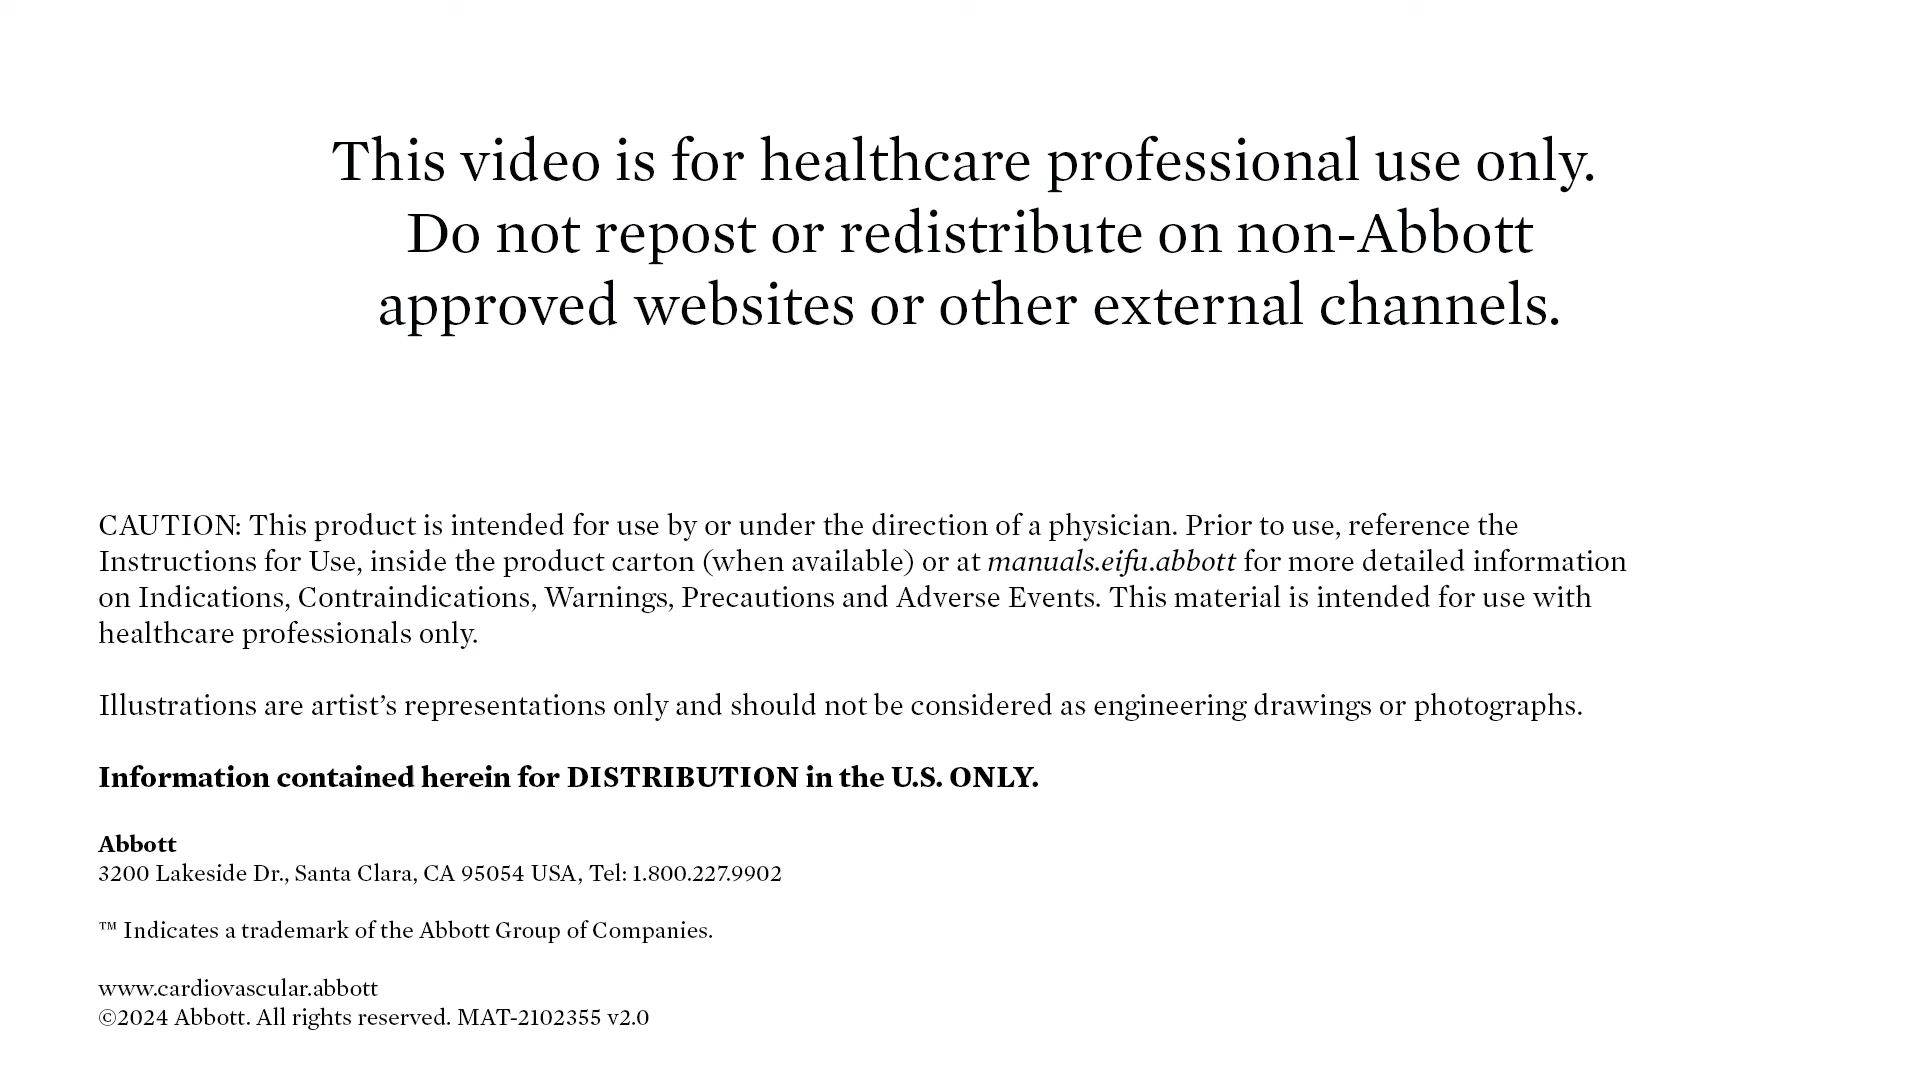 This video is for healthcare professional use only.
Do not repost or redistribute on non-Abbott
approved websites or other external channels.
CAUTION: This product is intended for use by or under the direction of a physician. Prior to use, reference the
Instructions for Use, inside the product carton (when available) or at manuals.eifu.abbott for more detailed information
on Indications, Contraindications, Warnings, Precautions and Adverse Events. This material is intended for use with
healthcare professionals only.
Illustrations are artist’s representations only and should not be considered as engineering drawings or photographs.
Information contained herein for DISTRIBUTION in the U.S. ONLY.
Abbott
3200 Lakeside Dr., Santa Clara, CA 95054 USA, Tel: 1.800.227.9902
™ Indicates a trademark of the Abbott Group of Companies.
www.cardiovascular.abbott
©2024 Abbott. All rights reserved. MAT-2102355 v2.0